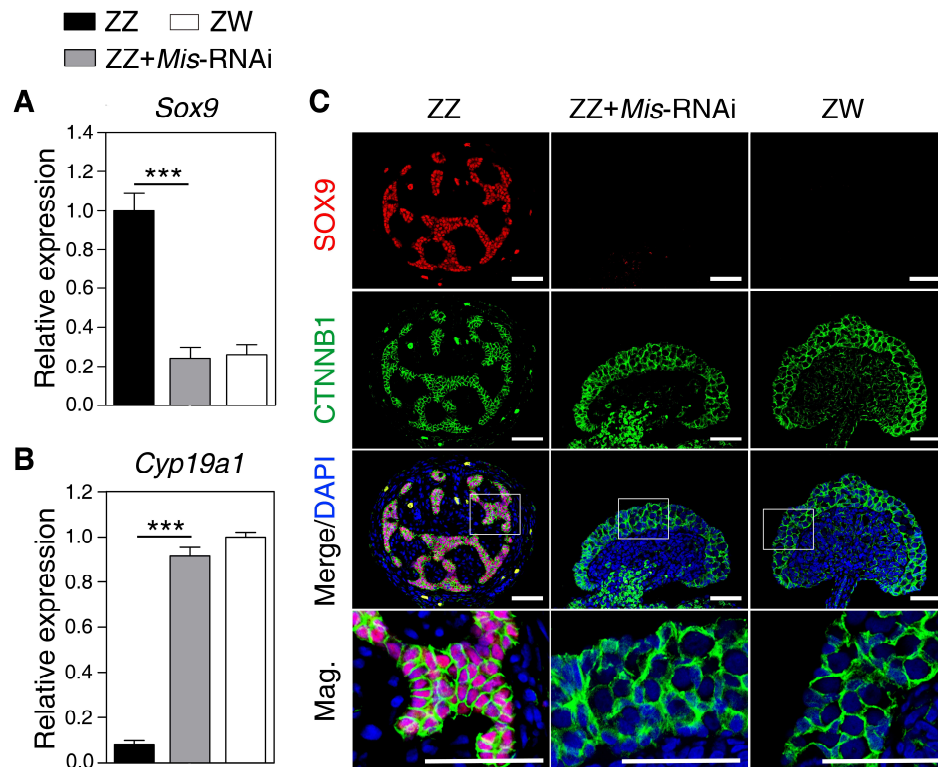 ZZ ZW
ZZ+Mis-RNAi
A
Sox9
Relative expression
1.4
1.2
1.0
0.8
0.6
0.4
0.2
0.0
***
B
Cyp19a1
Relative expression
1.2
1.0
0.8
0.6
0.4
0.2
0.0
***
C
ZZ ZZ+Mis-RNAi ZW
SOX9
CTNNB1
Merge/DAPI
Mag.